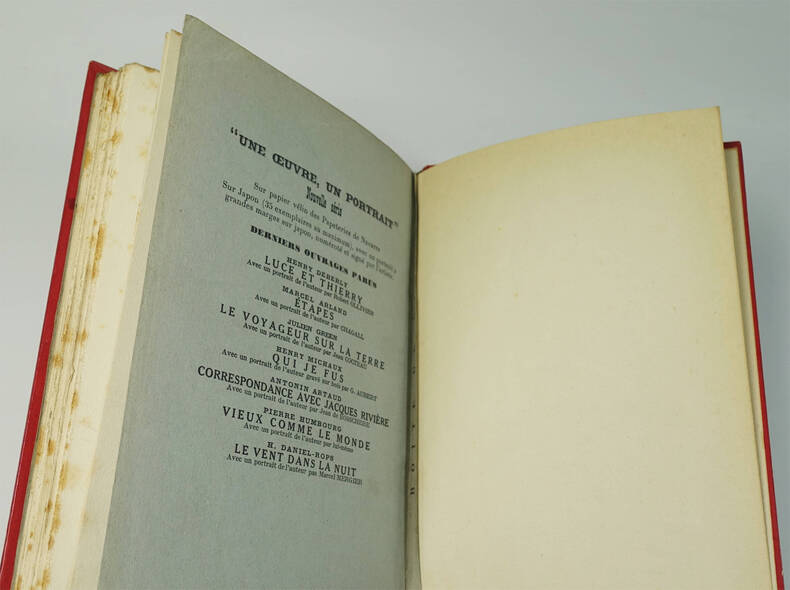 "UNE ŒUVRE, UN PORTRAIT"
Nouvelle série
Sur papier vélin des Papeteries de Navarre
Sur Japon (35 exemplaires au maximum), avec un portrait à
grandes marges sur japon, numéroté et signé par l'artiste.
DERNIERS OUVRAGES PARUS
HENRY DEBERLY
LUCE ET THIERRY
Avec un portrait de l'auteur par Robert OLLIVIER
MARCEL ARLAND
ÉTAPES
Avec un portrait de l'auteur par CHAGALL
JULIEN GREEN
LE VOYAGEUR SUR LA TERRE
Avec un portrait de l'auteur par Jean COCTEAU
HENRY MICHAUX
QUI JE FUS
Avec un portrait de l'auteur gravé sur bois par G. AUBERT
ANTONIN ARTAUD
CORRESPONDANCE AVEC JACQUES RIVIÈRE
Avec un portrait de l'auteur par Jean de BOSSCHÈRE
PIERRE HUMBOURG
VIEUX COMME LE MONDE
Avec un portrait de l'auteur par lui-même
H. DANIEL-ROPS
LE VENT DANS LA NUIT
Avec un portrait de l'auteur pas Marcel MERGIER